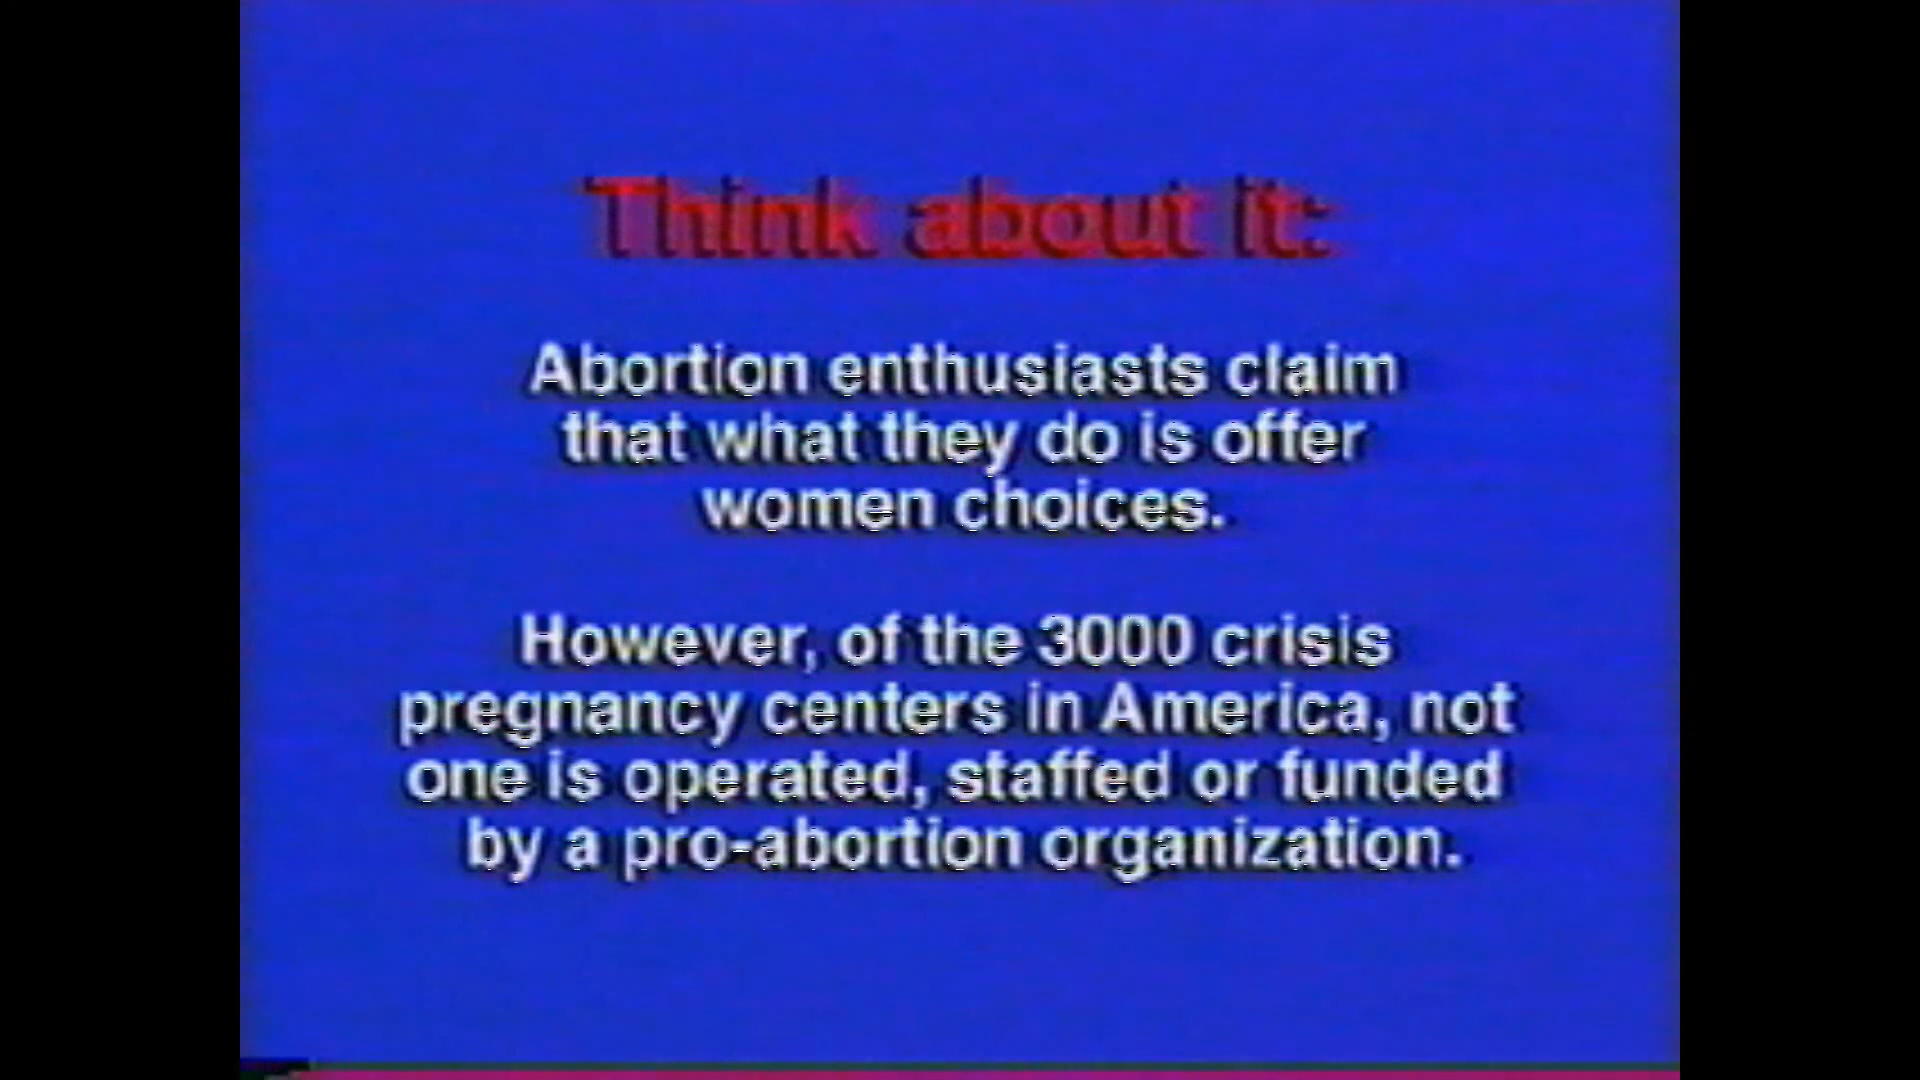 Think about it:
Abortion enthusiasts claim
that what they do is offer
women choices.
However, of the 3000 crisis
pregnancy centers in America, not
one is operated, staffed or funded
by a pro-abortion organization.